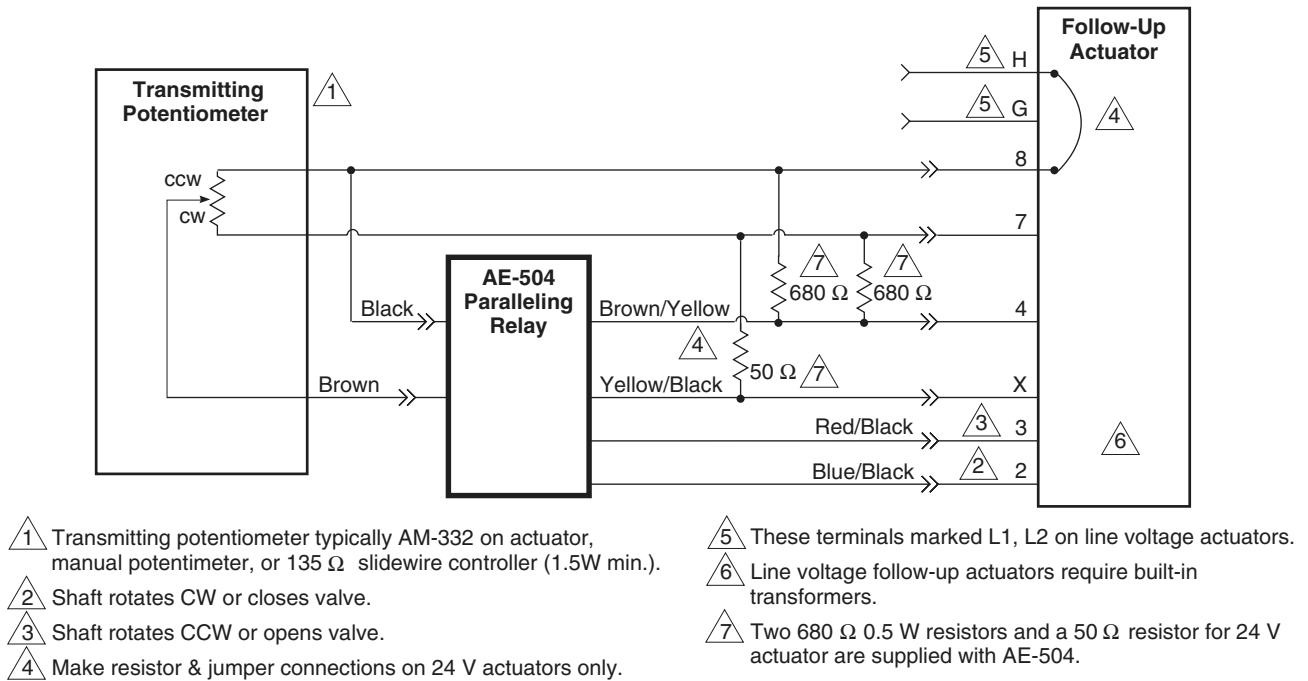 Follow-Up
Actuator
5 H
Transmitting
Potentiometer
1
5 G
4
8
CCW
CW
7
AE-504
Paralleling
Relay
7
680 Ω
7
680 Ω
Black
Brown/Yellow
4
4
50 Ω 7
Brown
Yellow/Black
X
Red/Black
3 3
6
Blue/Black
2 2
1 Transmitting potentiometer typically AM-332 on actuator,
manual potentimeter, or 135 Ω slidewire controller (1.5W min.).
2 Shaft rotates CW or closes valve.
3 Shaft rotates CCW or opens valve.
4 Make resistor & jumper connections on 24 V actuators only.
5 These terminals marked L1, L2 on line voltage actuators.
6 Line voltage follow-up actuators require built-in
transformers.
7 Two 680 Ω 0.5 W resistors and a 50 Ω resistor for 24 V
actuator are supplied with AE-504.